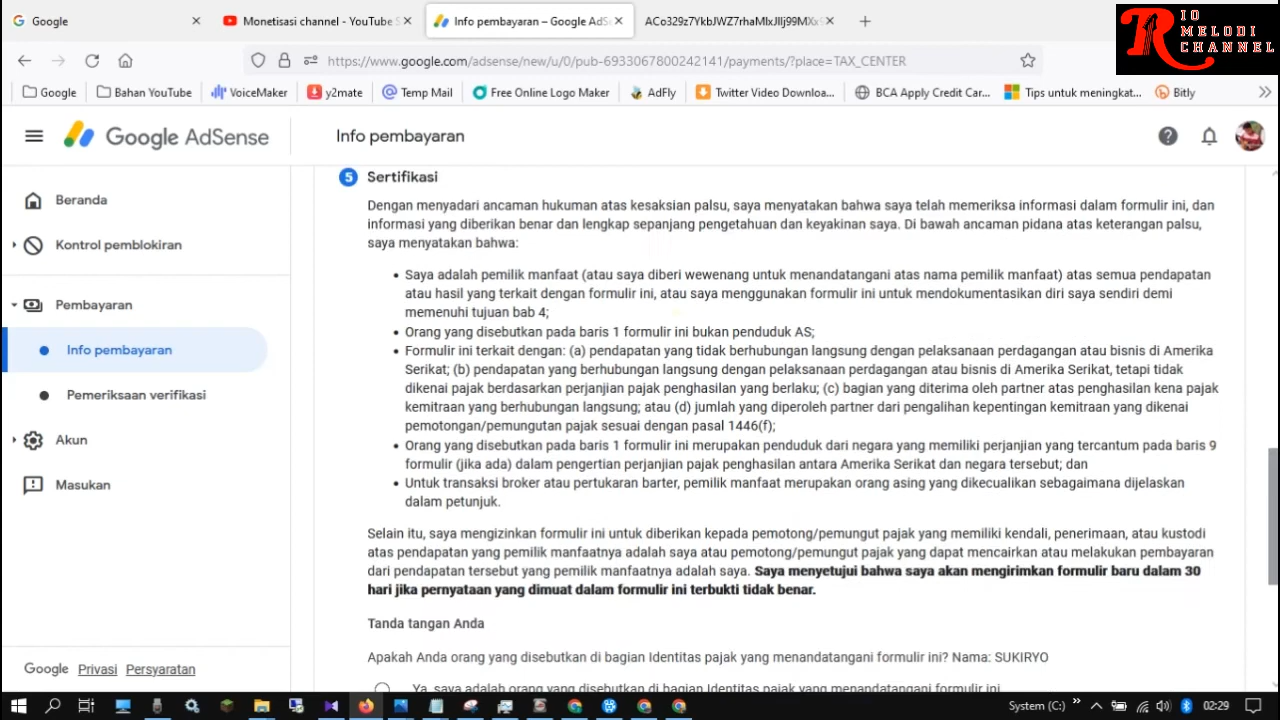 Google
Monetisasi channel - YouTube S
Info pembayaran – Google AdS
RIO
MELODI
CHANNEL
https://www.google.com/adsense/new/u/0/pub-6933067800242141/payments/?place=TAX_CENTER
Google
Bahan YouTube
VoiceMaker
y2mate
Temp Mail
Free Online Logo Maker
AdFly
Twitter Video Downloa...
BCA Apply Credit Car...
Tips untuk meningkat...
Bitly
Google AdSense
Info pembayaran
Beranda
Kontrol pemblokiran
Pembayaran
Info pembayaran
Pemeriksaan verifikasi
Akun
Masukan
5 Sertifikasi
Dengan menyadari ancaman hukuman atas kesaksian palsu, saya menyatakan bahwa saya telah memeriksa informasi dalam formulir ini, dan
informasi yang diberikan benar dan lengkap sepanjang pengetahuan dan keyakinan saya. Di bawah ancaman pidana atas keterangan palsu,
saya menyatakan bahwa:
• Saya adalah pemilik manfaat (atau saya diberi wewenang untuk menandatangani atas nama pemilik manfaat) atas semua pendapatan
atau hasil yang terkait dengan formulir ini, atau saya menggunakan formulir ini untuk mendokumentasikan diri saya sendiri demi
memenuhi tujuan bab 4;
• Orang yang disebutkan pada baris 1 formulir ini bukan penduduk AS;
• Formulir ini terkait dengan: (a) pendapatan yang tidak berhubungan langsung dengan pelaksanaan perdagangan atau bisnis di Amerika
Serikat; (b) pendapatan yang berhubungan langsung dengan pelaksanaan perdagangan atau bisnis di Amerika Serikat, tetapi tidak
dikenai pajak berdasarkan perjanjian pajak penghasilan yang berlaku; (c) bagian yang diterima oleh partner atas penghasilan kena pajak
kemitraan yang berhubungan langsung; atau (d) jumlah yang diperoleh partner dari pengalihan kepentingan kemitraan yang dikenai
pemotongan/pemungutan pajak sesuai dengan pasal 1446(f);
• Orang yang disebutkan pada baris 1 formulir ini merupakan penduduk dari negara yang memiliki perjanjian yang tercantum pada baris 9
formulir (jika ada) dalam pengertian perjanjian pajak penghasilan antara Amerika Serikat dan negara tersebut; dan
• Untuk transaksi broker atau pertukaran barter, pemilik manfaat merupakan orang asing yang dikecualikan sebagaimana dijelaskan
dalam petunjuk.
Selain itu, saya mengizinkan formulir ini untuk diberikan kepada pemotong/pemungut pajak yang memiliki kendali, penerimaan, atau kustodi
atas pendapatan yang pemilik manfaatnya adalah saya atau pemotong/pemungut pajak yang dapat mencairkan atau melakukan pembayaran
dari pendapatan tersebut yang pemilik manfaatnya adalah saya. Saya menyetujui bahwa saya akan mengirimkan formulir baru dalam 30
hari jika pernyataan yang dimuat dalam formulir ini terbukti tidak benar.
Tanda tangan Anda
Apakah Anda orang yang disebutkan di bagian Identitas pajak yang menandatangani formulir ini? Nama: SUKIRYO
Ya, saya adalah orang yang disebutkan di bagian Identitas pajak yang menandatangani formulir ini
Google Privasi Persyaratan
System (C:)
02:29